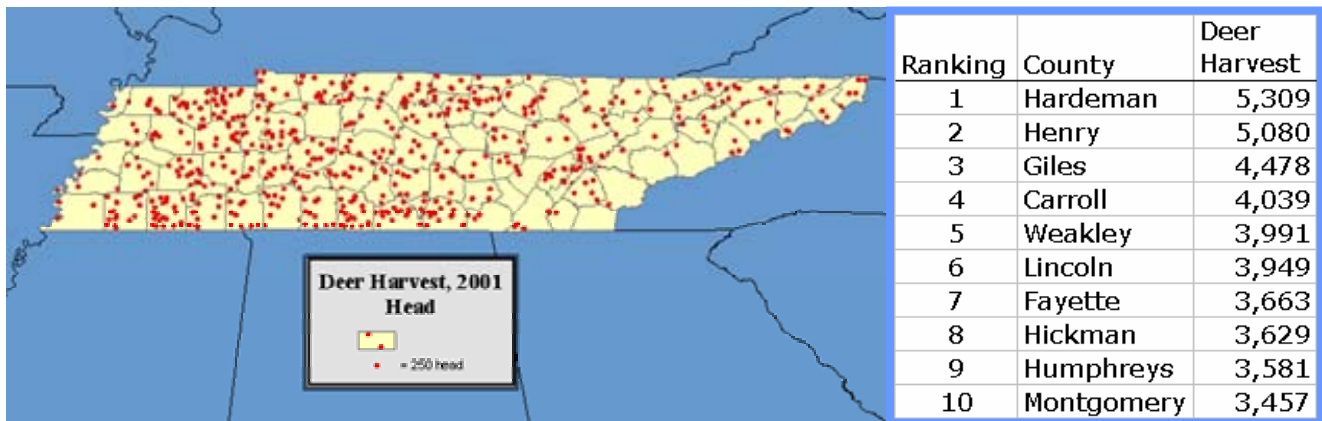 Deer Harvest, 2001
Head
= 250 head
Ranking County Deer Harvest
1 Hardeman 5,309
2 Henry 5,080
3 Giles 4,478
4 Carroll 4,039
5 Weakley 3,991
6 Lincoln 3,949
7 Fayette 3,663
8 Hickman 3,629
9 Humphreys 3,581
10 Montgomery 3,457